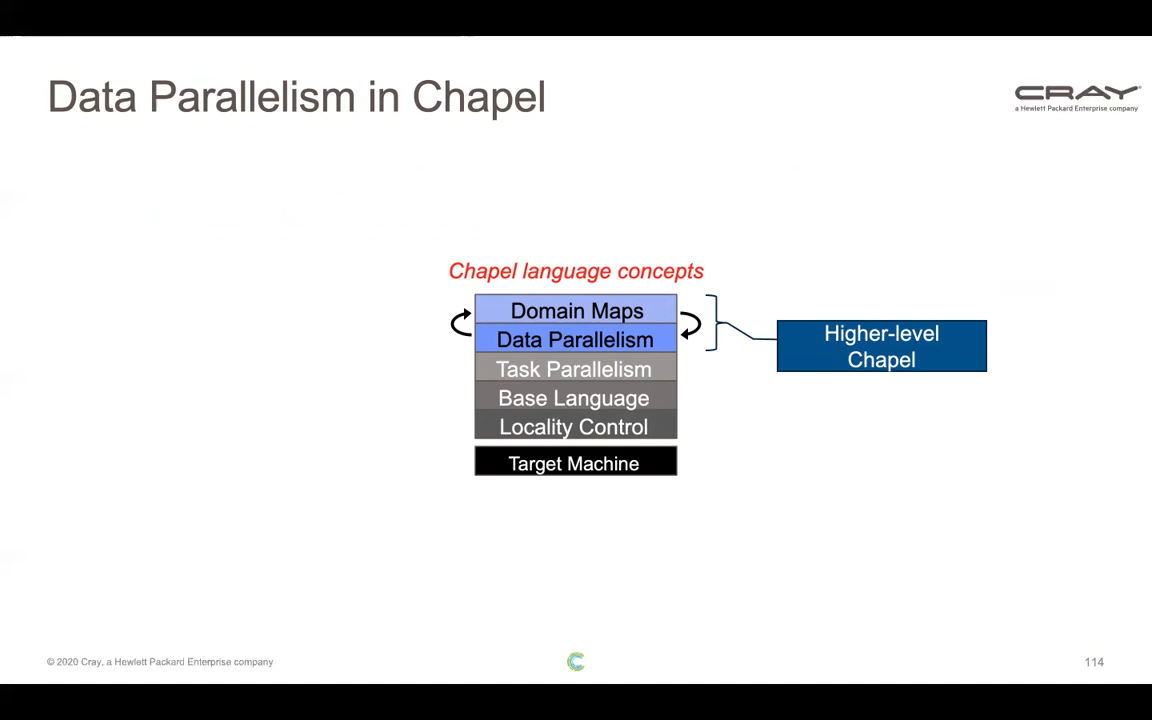 Data Parallelism in Chapel
CRAY
a Hewlett Packard Enterprise company
Chapel language concepts
Domain Maps
Data Parallelism
Task Parallelism
Base Language
Locality Control
Target Machine
Higher-level
Chapel
© 2020 Cray, a Hewlett Packard Enterprise company
114